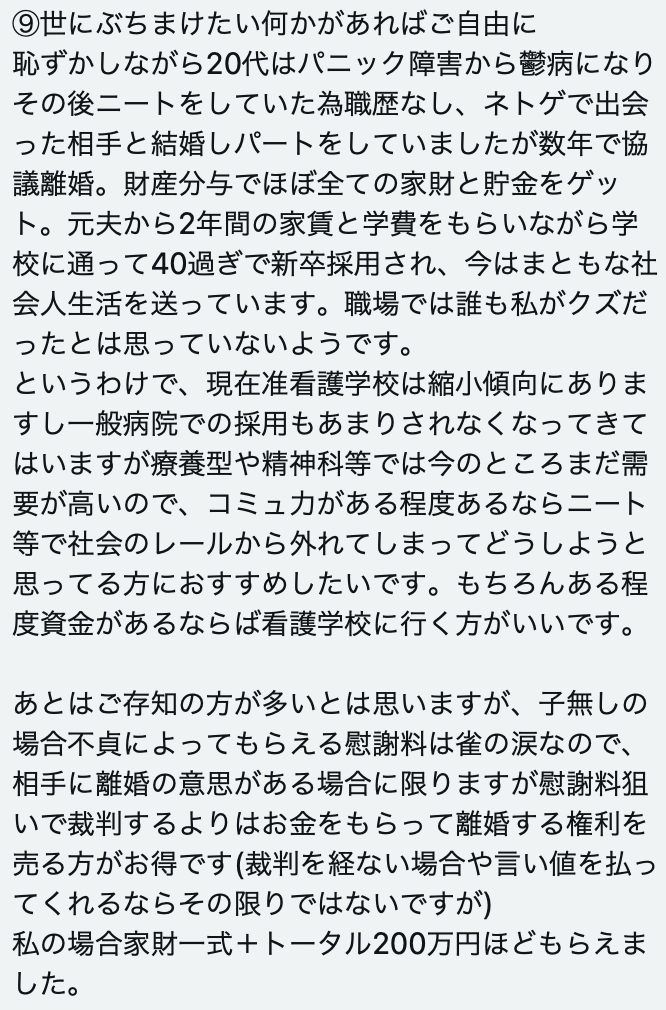 ⑨世にぶちまけたい何かがあればご自由に
恥ずかしながら20代はパニック障害から鬱病になり
その後ニートをしていた為職歴なし、ネトゲで出会
った相手と結婚しパートをしていましたが数年で協
議離婚。財産分与でほぼ全ての家財と貯金をゲッ
ト。元夫から2年間の家賃と学費をもらいながら学
校に通って40過ぎで新卒採用され、今はまともな社
会人生活を送っています。職場では誰も私がクズだ
ったとは思っていないようです。
というわけで、現在准看護学校は縮小傾向にありま
すし一般病院での採用もあまりされなくなってきて
はいますが療養型や精神科等では今のところまだ需
要が高いので、コミュ力がある程度あるならニート
等で社会のレールから外れてしまってどうしようと
思ってる方におすすめしたいです。もちろんある程
度資金があるならば看護学校に行く方がいいです。
あとはご存知の方が多いとは思いますが、子無しの
場合不貞によってもらえる慰謝料は雀の涙なので、
相手に離婚の意思がある場合に限りますが慰謝料狙
いで裁判するよりはお金をもらって離婚する権利を
売る方がお得です(裁判を経ない場合や言い値を払っ
てくれるならその限りではないですが)
私の場合家財一式＋トータル200万円ほどもらえま
した。